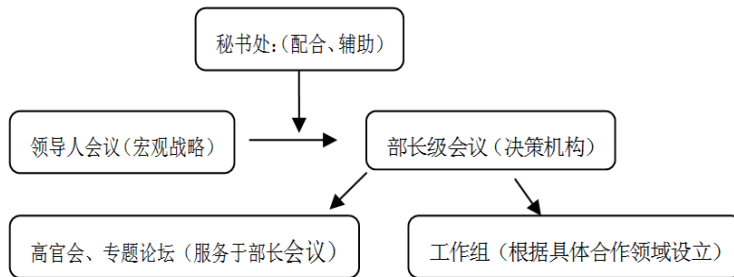 秘书处：（配合、辅助）
领导人会议（宏观战略）
部长级会议（决策机构）
高官会、专题论坛（服务于部长会议）
工作组（根据具体合作领域设立）